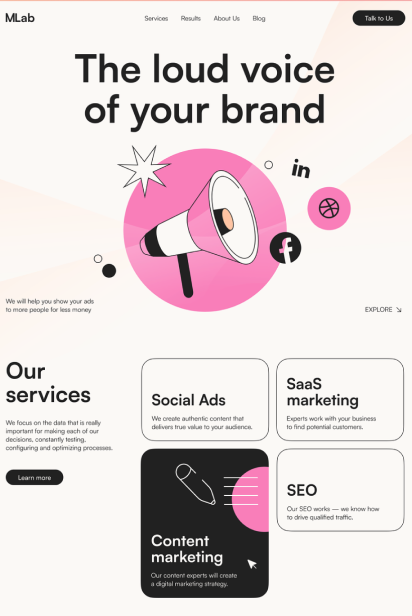 MLab
Services
Results
About Us
Blog
Talk to Us
The loud voice
of your brand
in
f
We will help you show your ads
to more people for less money
EXPLORE ↘
Our
services
We focus on the data that is really
important for making each of our
decisions, constantly testing,
configuring and optimizing processes.
Learn more
Social Ads
We create authentic content that
delivers true value to your audience.
SaaS
marketing
Experts work with your business
to find potential customers.
Content
marketing
Our content experts will create
a digital marketing strategy.
SEO
Our SEO works — we know how
to drive qualified traffic.